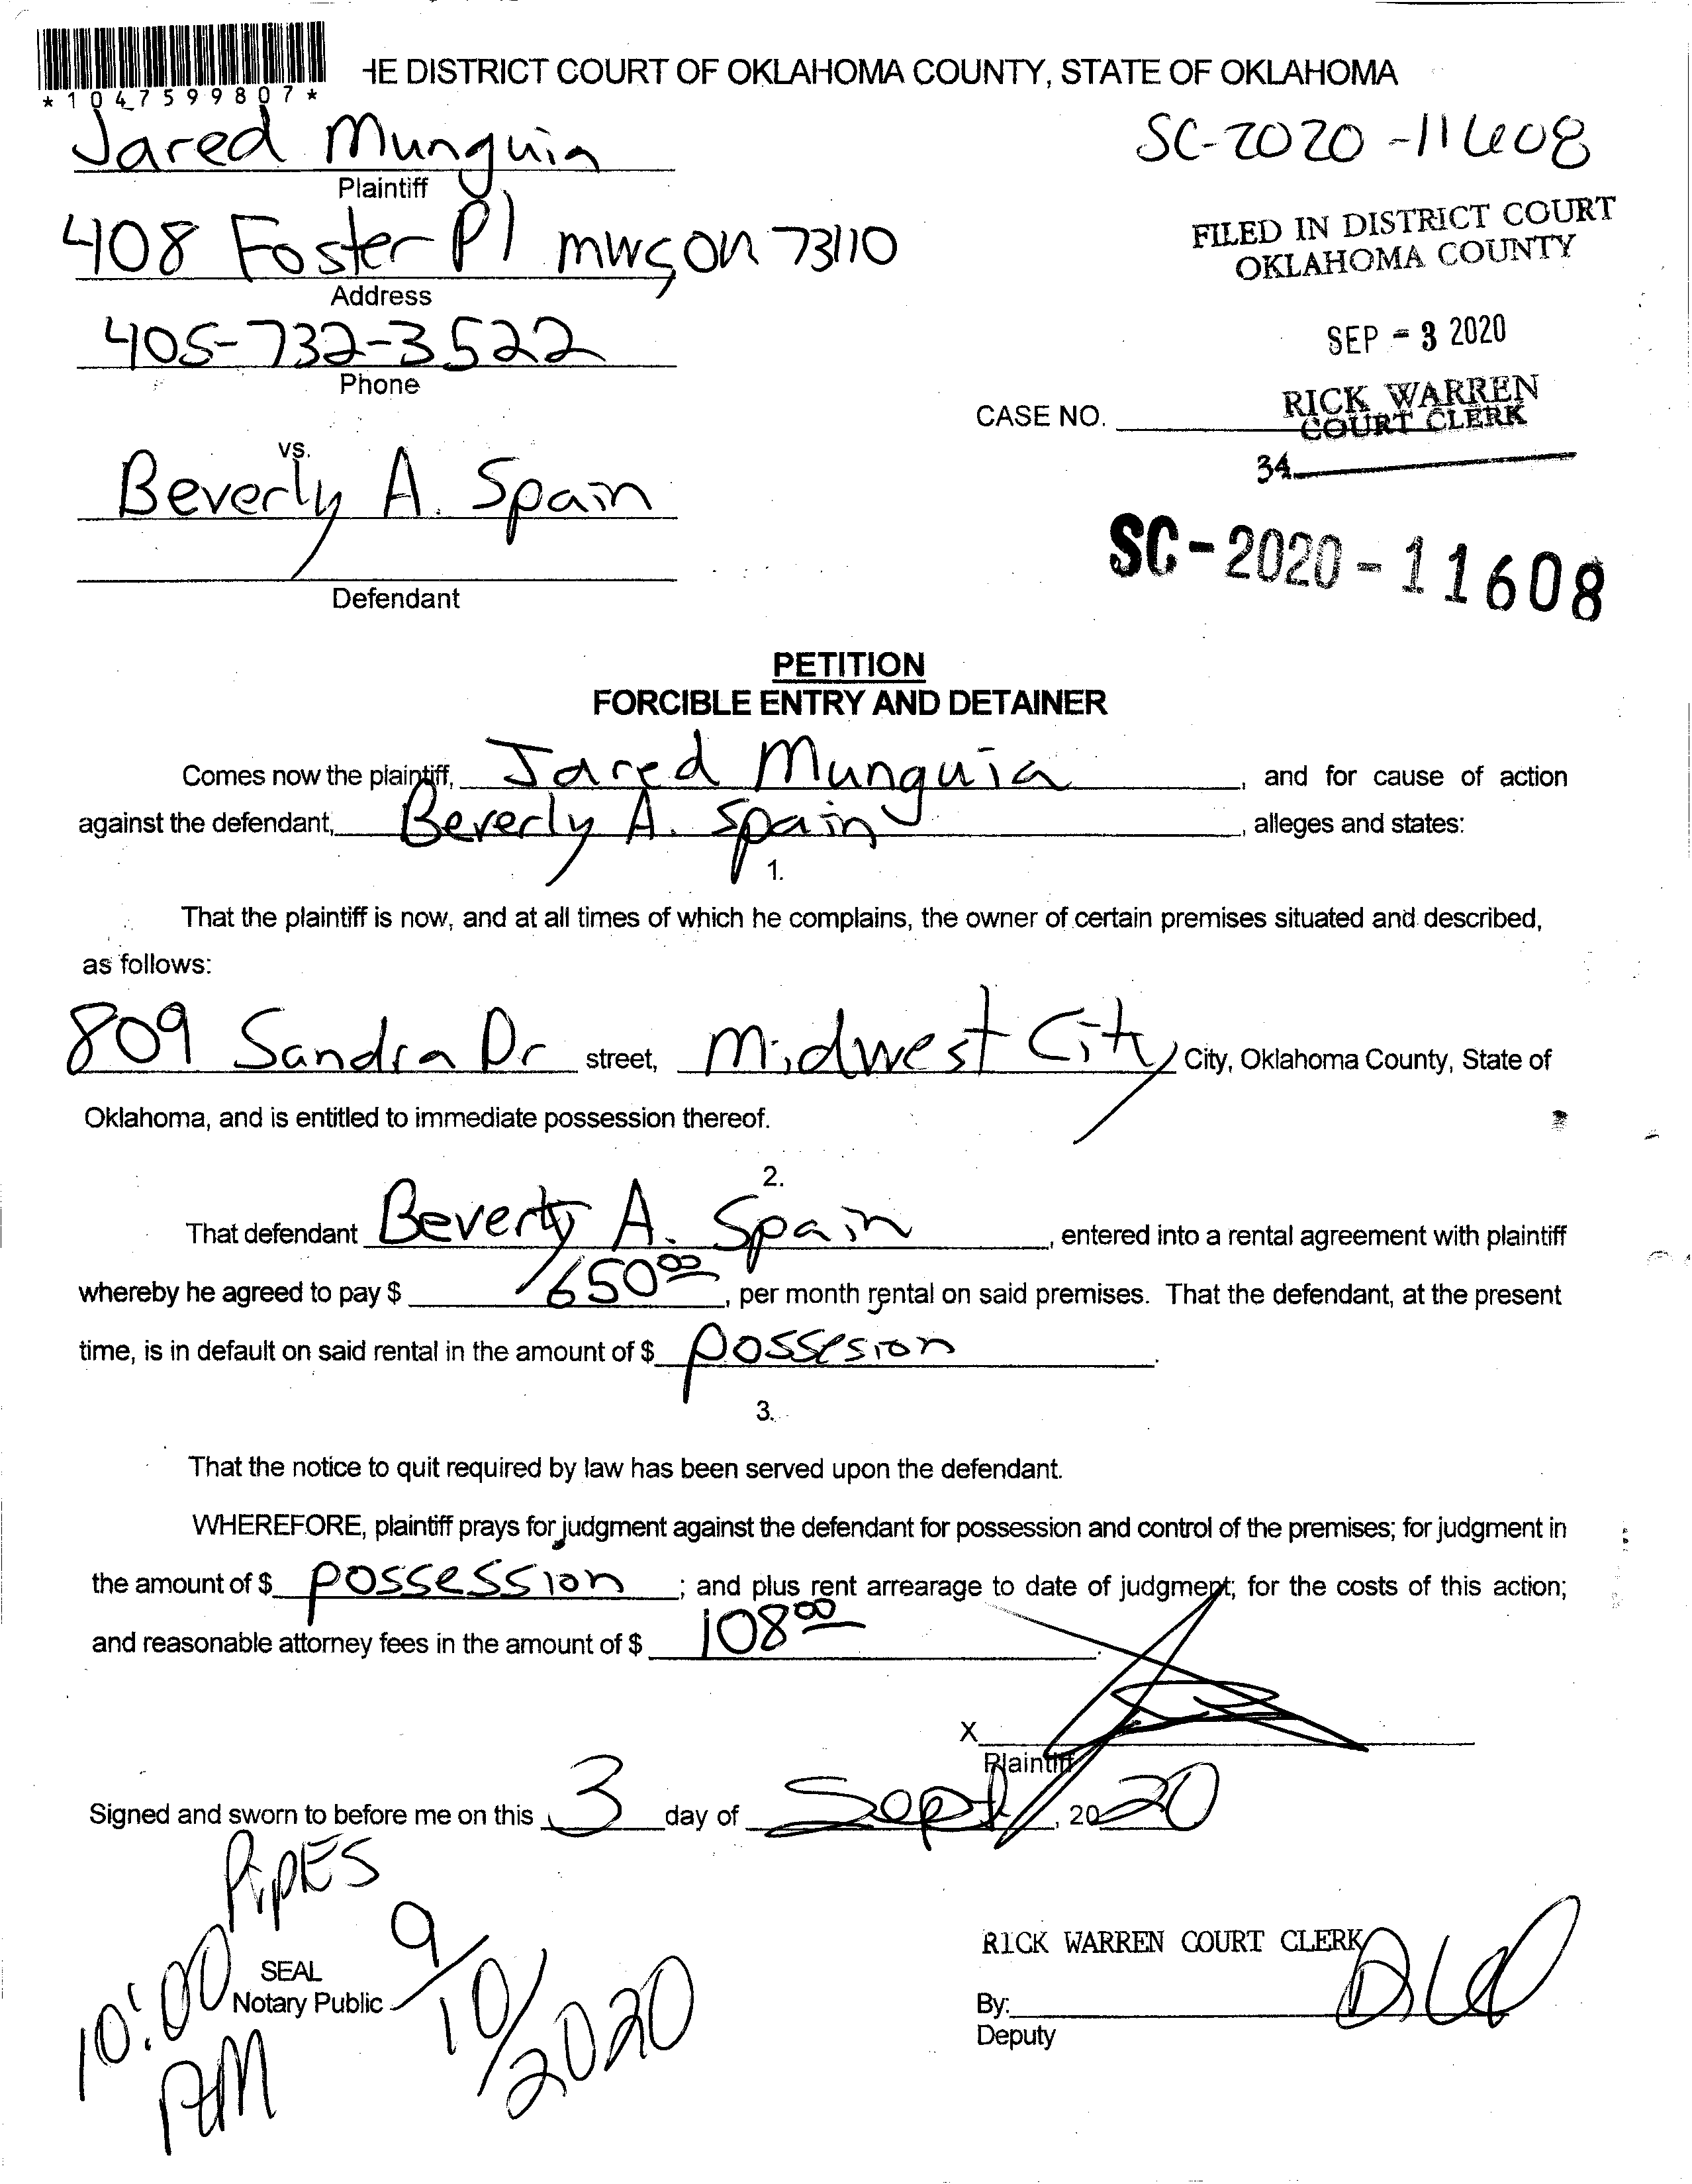 *1047599807*
HE DISTRICT COURT OF OKLAHOMA COUNTY, STATE OF OKLAHOMA
Jared Munguia
SC-2020-11608
Plaintiff
408 Foster Pl MWC OK 73110
FILED IN DISTRICT COURT
OKLAHOMA COUNTY
Address
405-732-3522
SEP - 3 2020
Phone
RICK WARREN
COURT CLERK
CASE NO.
34
vs.
Beverly A. Spain
SC-2020-11608
Defendant
PETITION
FORCIBLE ENTRY AND DETAINER
Comes now the plaintiff, Jared Munguia, and for cause of action
against the defendant, Beverly A. Spain, alleges and states:
1.
That the plaintiff is now, and at all times of which he complains, the owner of certain premises situated and described,
as follows:
809 Sandra Dr street, Midwest City City, Oklahoma County, State of
Oklahoma, and is entitled to immediate possession thereof.
2.
That defendant Beverly A. Spain, entered into a rental agreement with plaintiff
whereby he agreed to pay $ 650.00, per month rental on said premises. That the defendant, at the present
time, is in default on said rental in the amount of $ possesion.
3.
That the notice to quit required by law has been served upon the defendant.
WHEREFORE, plaintiff prays for judgment against the defendant for possession and control of the premises; for judgment in
the amount of $ possession; and plus rent arrearage to date of judgment; for the costs of this action;
and reasonable attorney fees in the amount of $ 108.00.
X
Plaintiff
Signed and sworn to before me on this 3 day of Sept, 2020
PipES
10:00 AM
9/10/2020
SEAL
Notary Public
RICK WARREN COURT CLERK
By:
Deputy